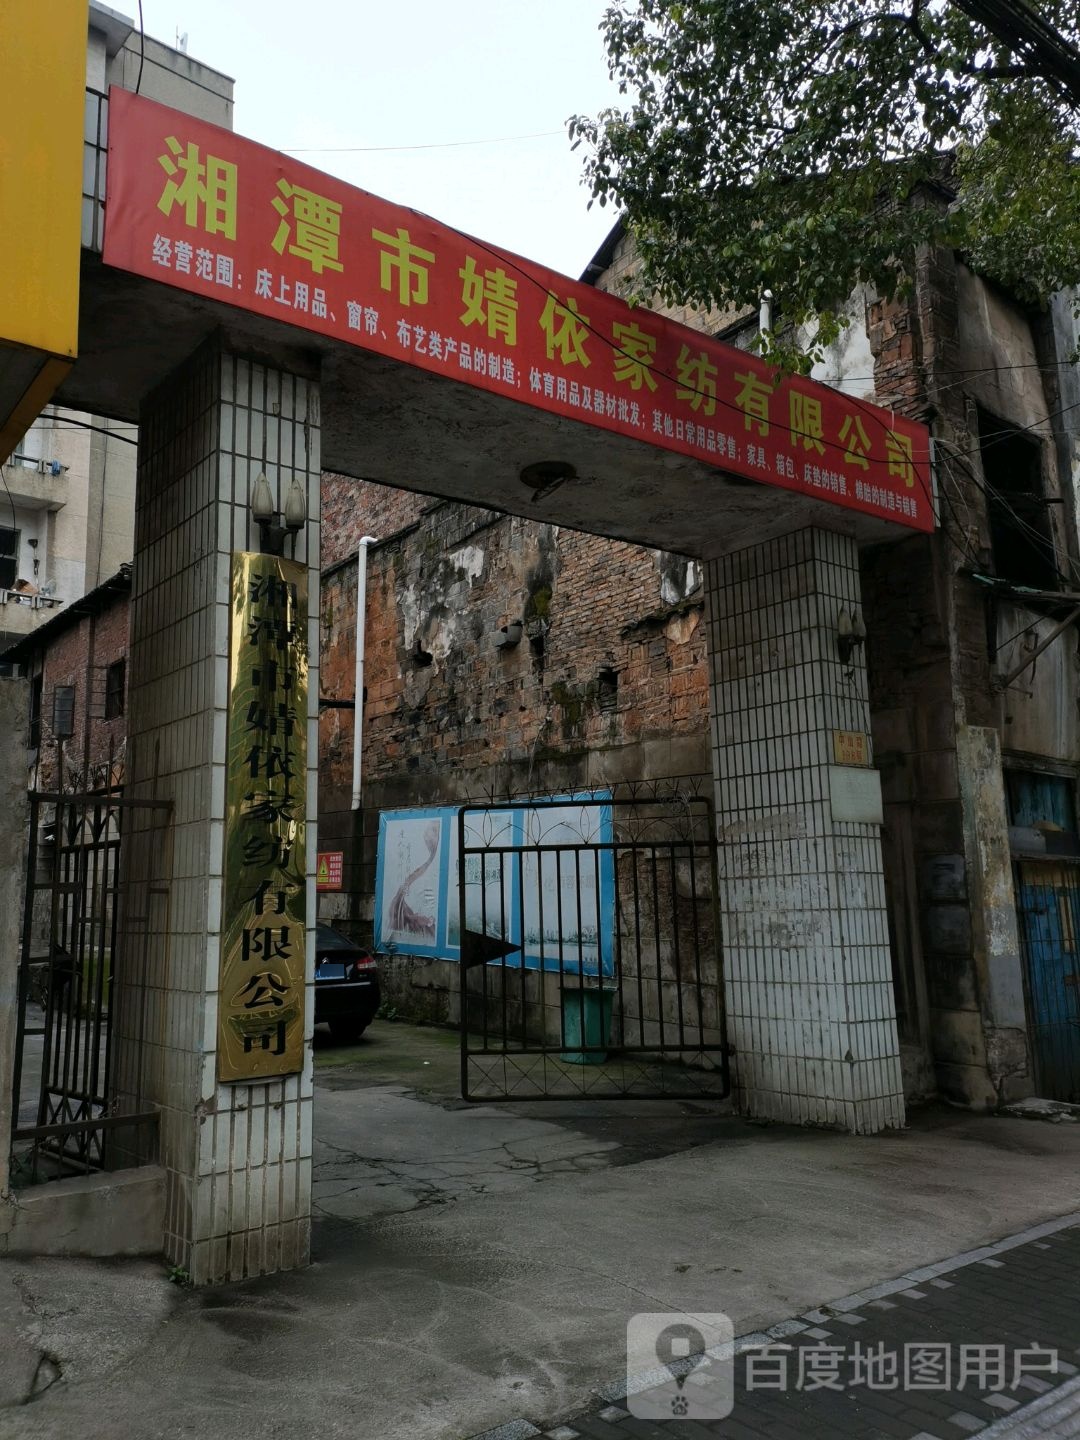 湘潭市婧依家纺有限公司
经营范围：床上用品、窗帘、布艺类产品的制造；体育用品及器材批发；其他日常用品零售；家具、箱包、床垫的销售、棉胎的制造与销售
湘潭市婧依家纺有限公司
百度地图用户